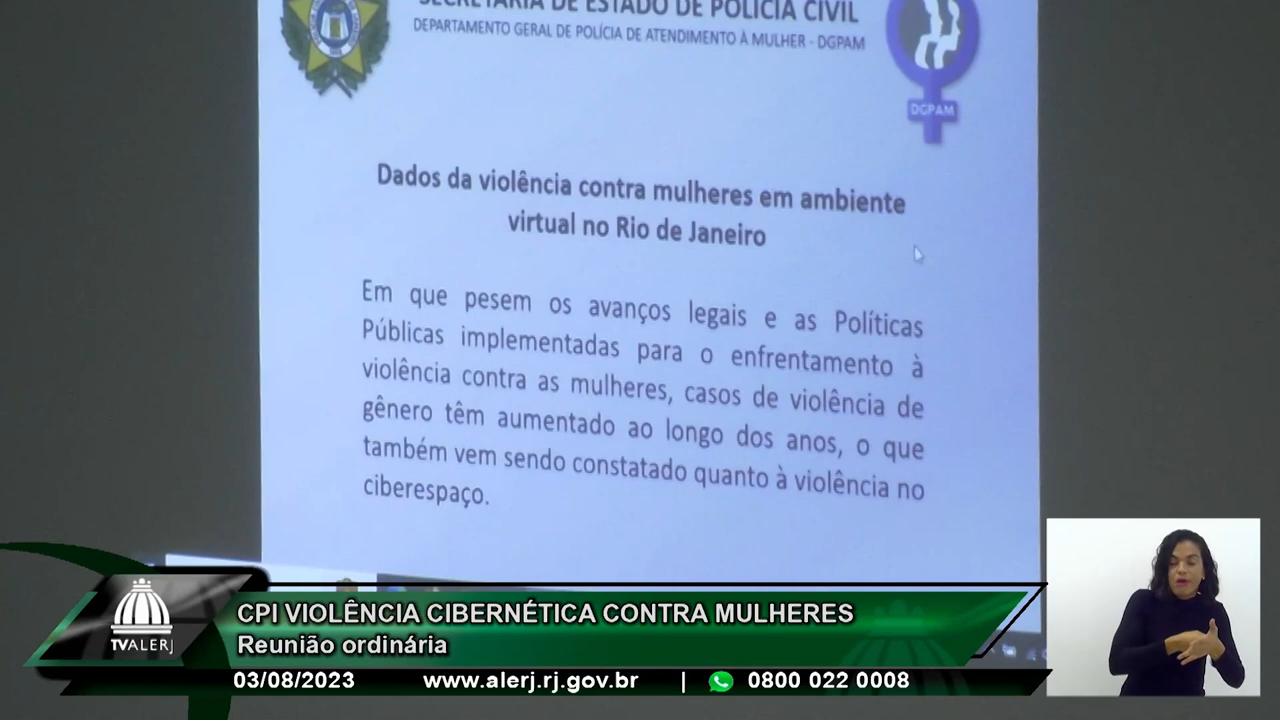 SECRETARIA DE ESTADO DE POLÍCIA CIVIL
DEPARTAMENTO GERAL DE POLÍCIA DE ATENDIMENTO À MULHER - DGPAM
DGPAM
Dados da violência contra mulheres em ambiente
virtual no Rio de Janeiro
Em que pesem os avanços legais e as Políticas
Públicas implementadas para o enfrentamento à
violência contra as mulheres, casos de violência de
gênero têm aumentado ao longo dos anos, o que
também vem sendo constatado quanto à violência no
ciberespaço.
CPI VIOLÊNCIA CIBERNÉTICA CONTRA MULHERES
Reunião ordinária
TVALERJ
03/08/2023 www.alerj.rj.gov.br | 0800 022 0008